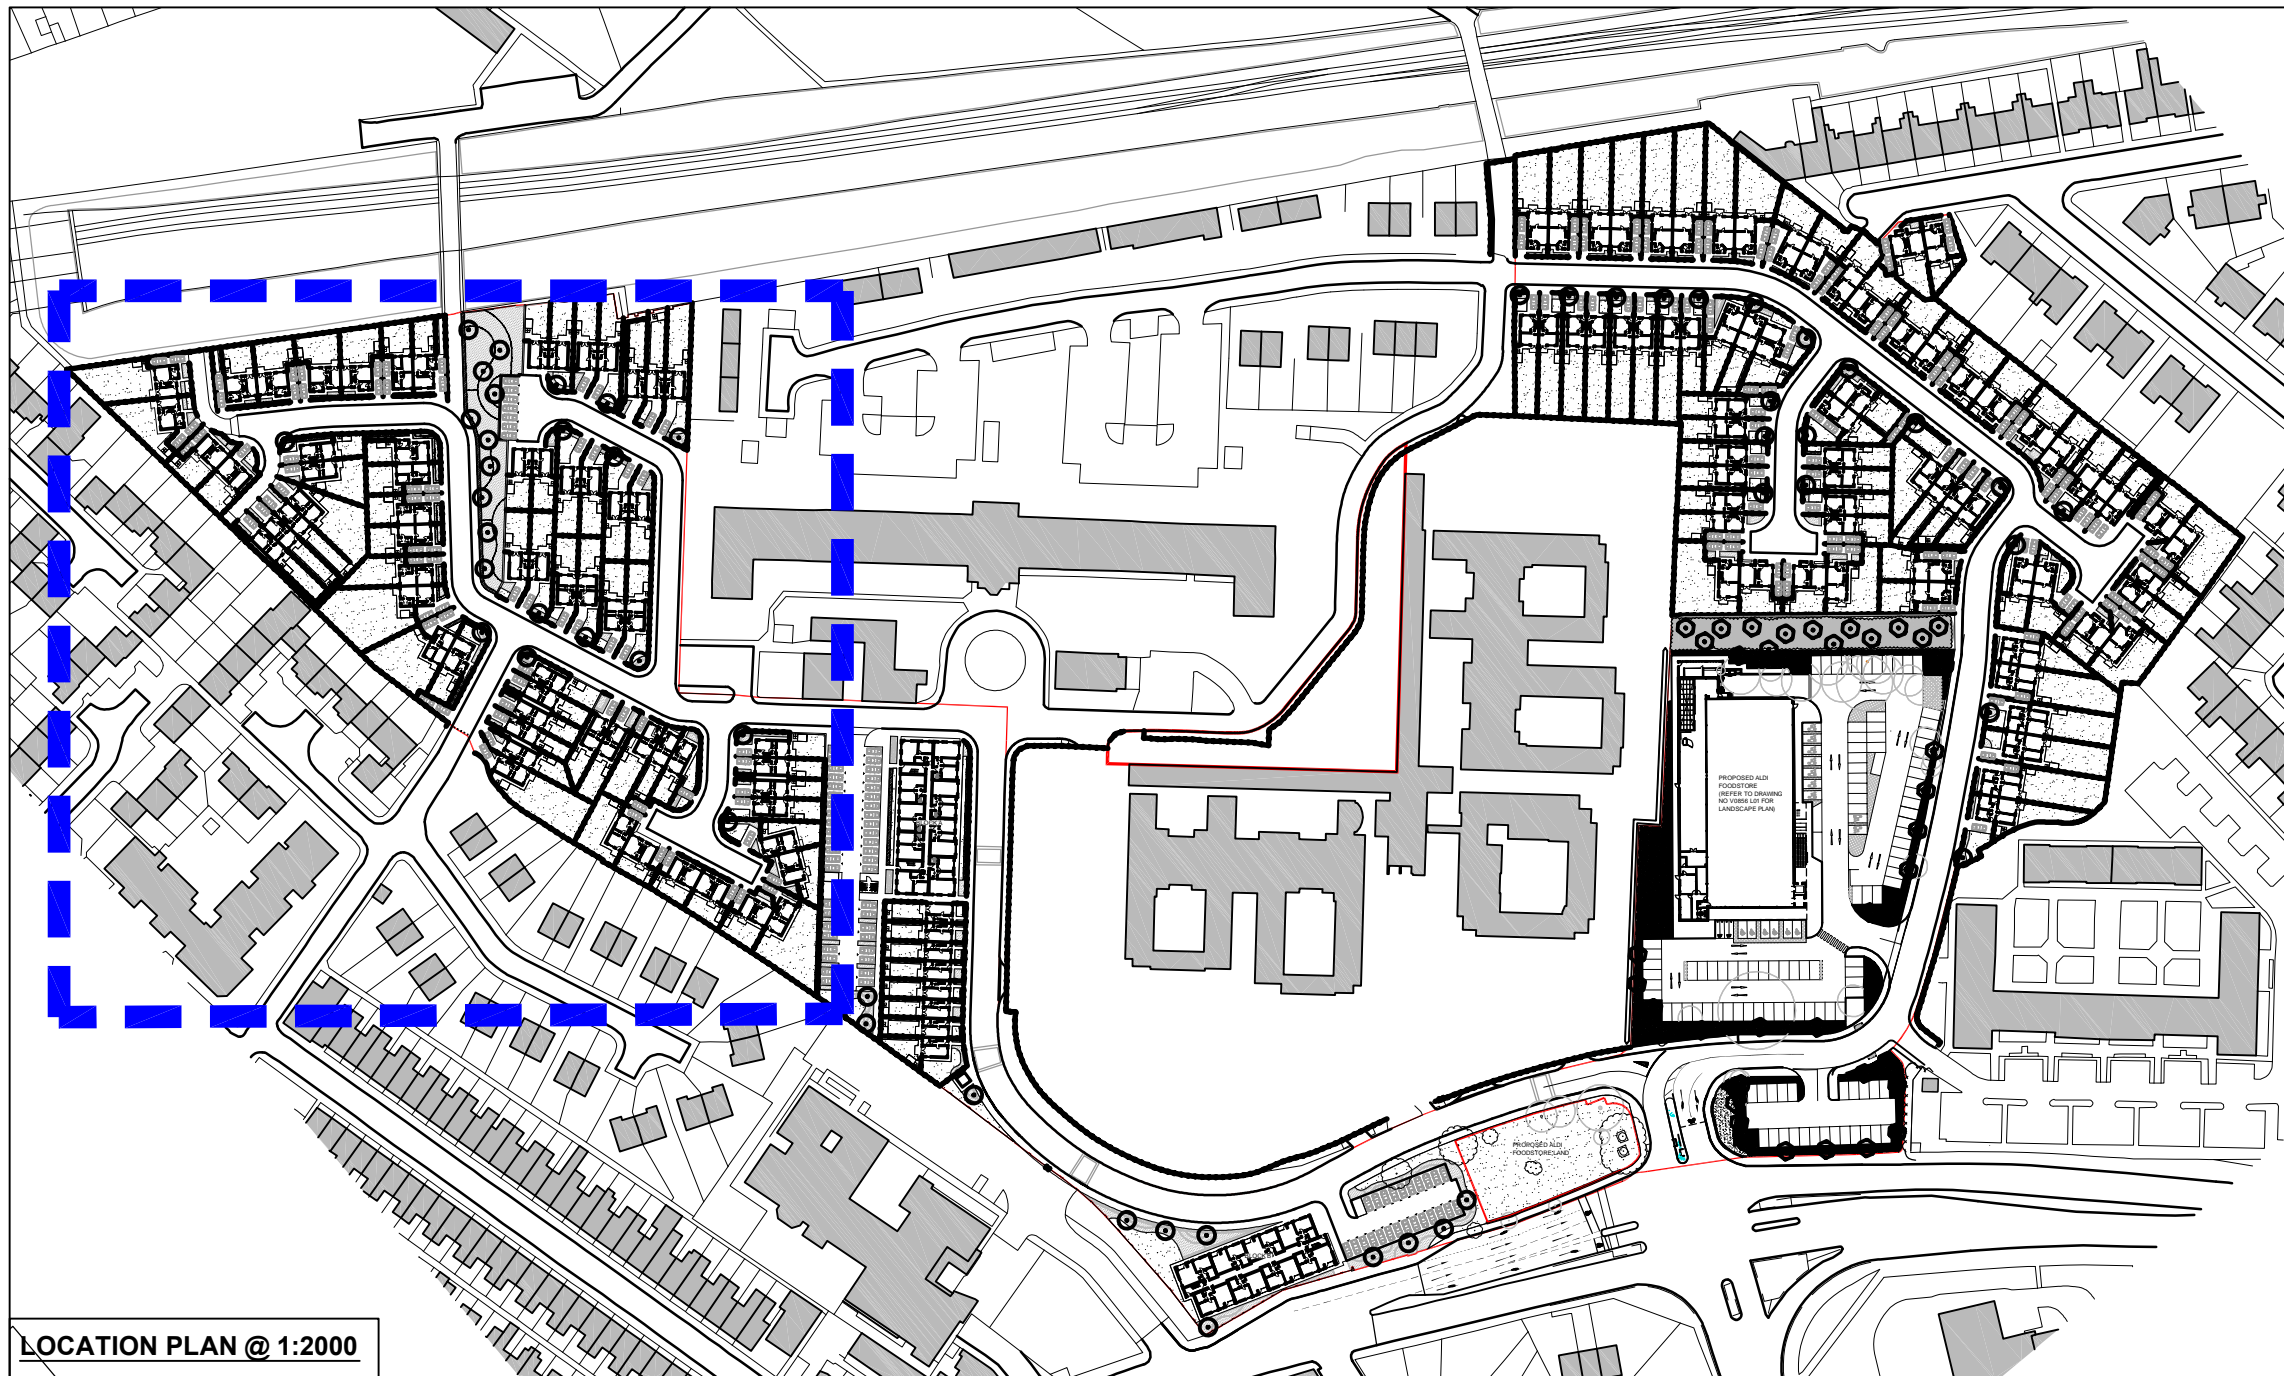 PROPOSED ALDI
FOODSTORE
(REFER TO DRAWING
NO V0856 L01 FOR
LANDSCAPE PLAN)
PROPOSED ALDI
FOODSTORE LAND
LOCATION PLAN @ 1:2000